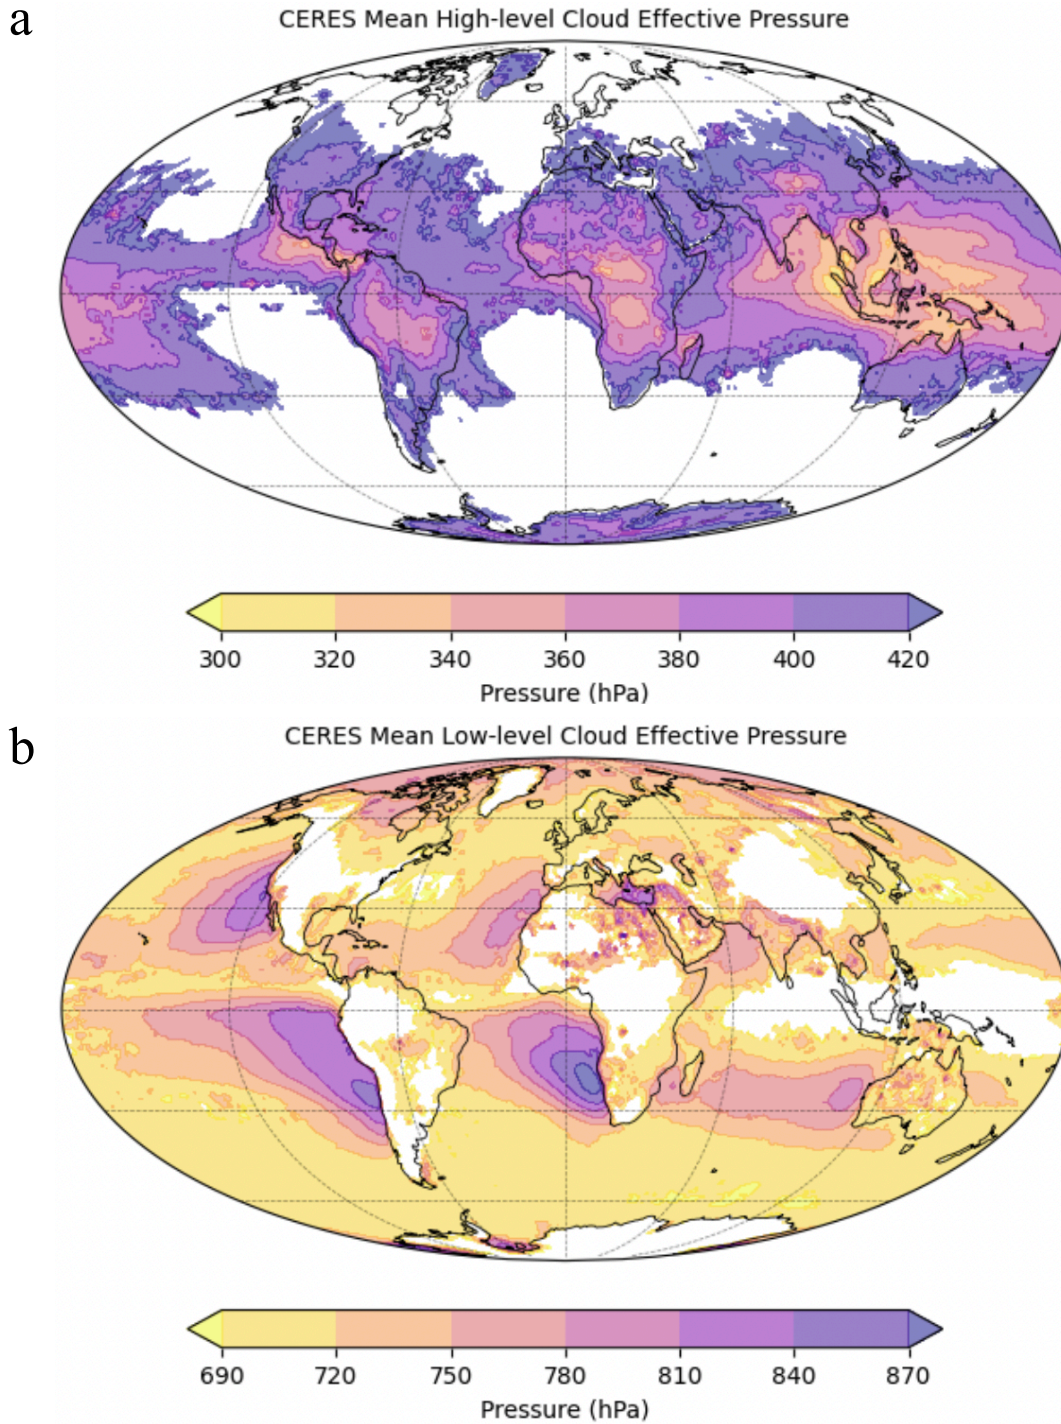 a
CERES Mean High-level Cloud Effective Pressure
300 320 340 360 380 400 420
Pressure (hPa)
b
CERES Mean Low-level Cloud Effective Pressure
690 720 750 780 810 840 870
Pressure (hPa)